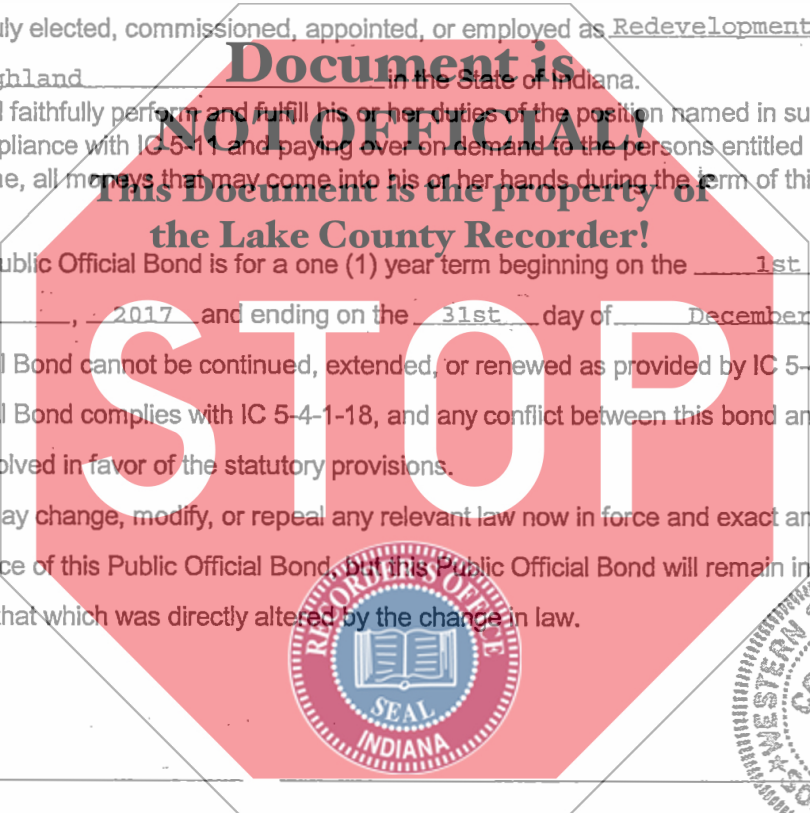 uly elected, commissioned, appointed, or employed as Redevelopment
Document is
ghland in the State of Indiana.
l faithfully perform and fulfill his or her duties of the position named in su
NOT OFFICIAL!
pliance with IC 5-11 and paying over on demand to the persons entitled
ne, all moneys that may come into his or her hands during the term of thi
This Document is the property of
the Lake County Recorder!
ublic Official Bond is for a one (1) year term beginning on the 1st
, 2017 and ending on the 31st day of December
STOP
l Bond cannot be continued, extended, or renewed as provided by IC 5-
l Bond complies with IC 5-4-1-18, and any conflict between this bond an
olved in favor of the statutory provisions.
ay change, modify, or repeal any relevant law now in force and exact an
ce of this Public Official Bond, but this Public Official Bond will remain in
that which was directly altered by the change in law.
RECORDER'S OFFICE
SEAL
INDIANA
WESTERN